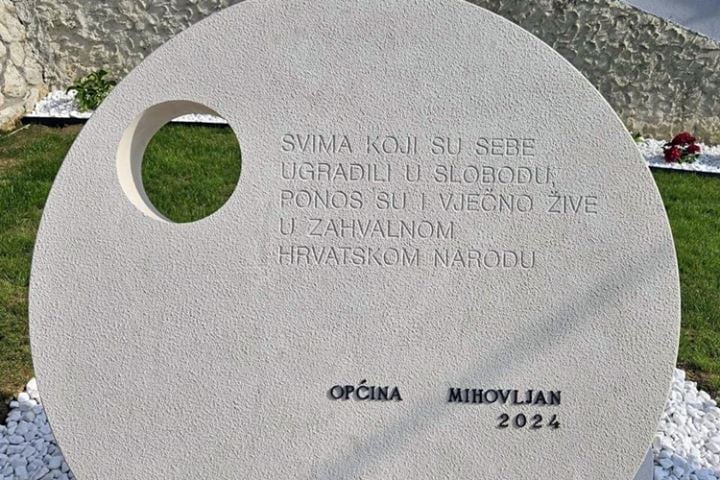 SVIMA KOJI SU SEBE
UGRADILI U SLOBODU,
PONOS SU I VJEČNO ŽIVE
U ZAHVALNOM
HRVATSKOM NARODU
OPĆINA MIHOVLJAN
2024